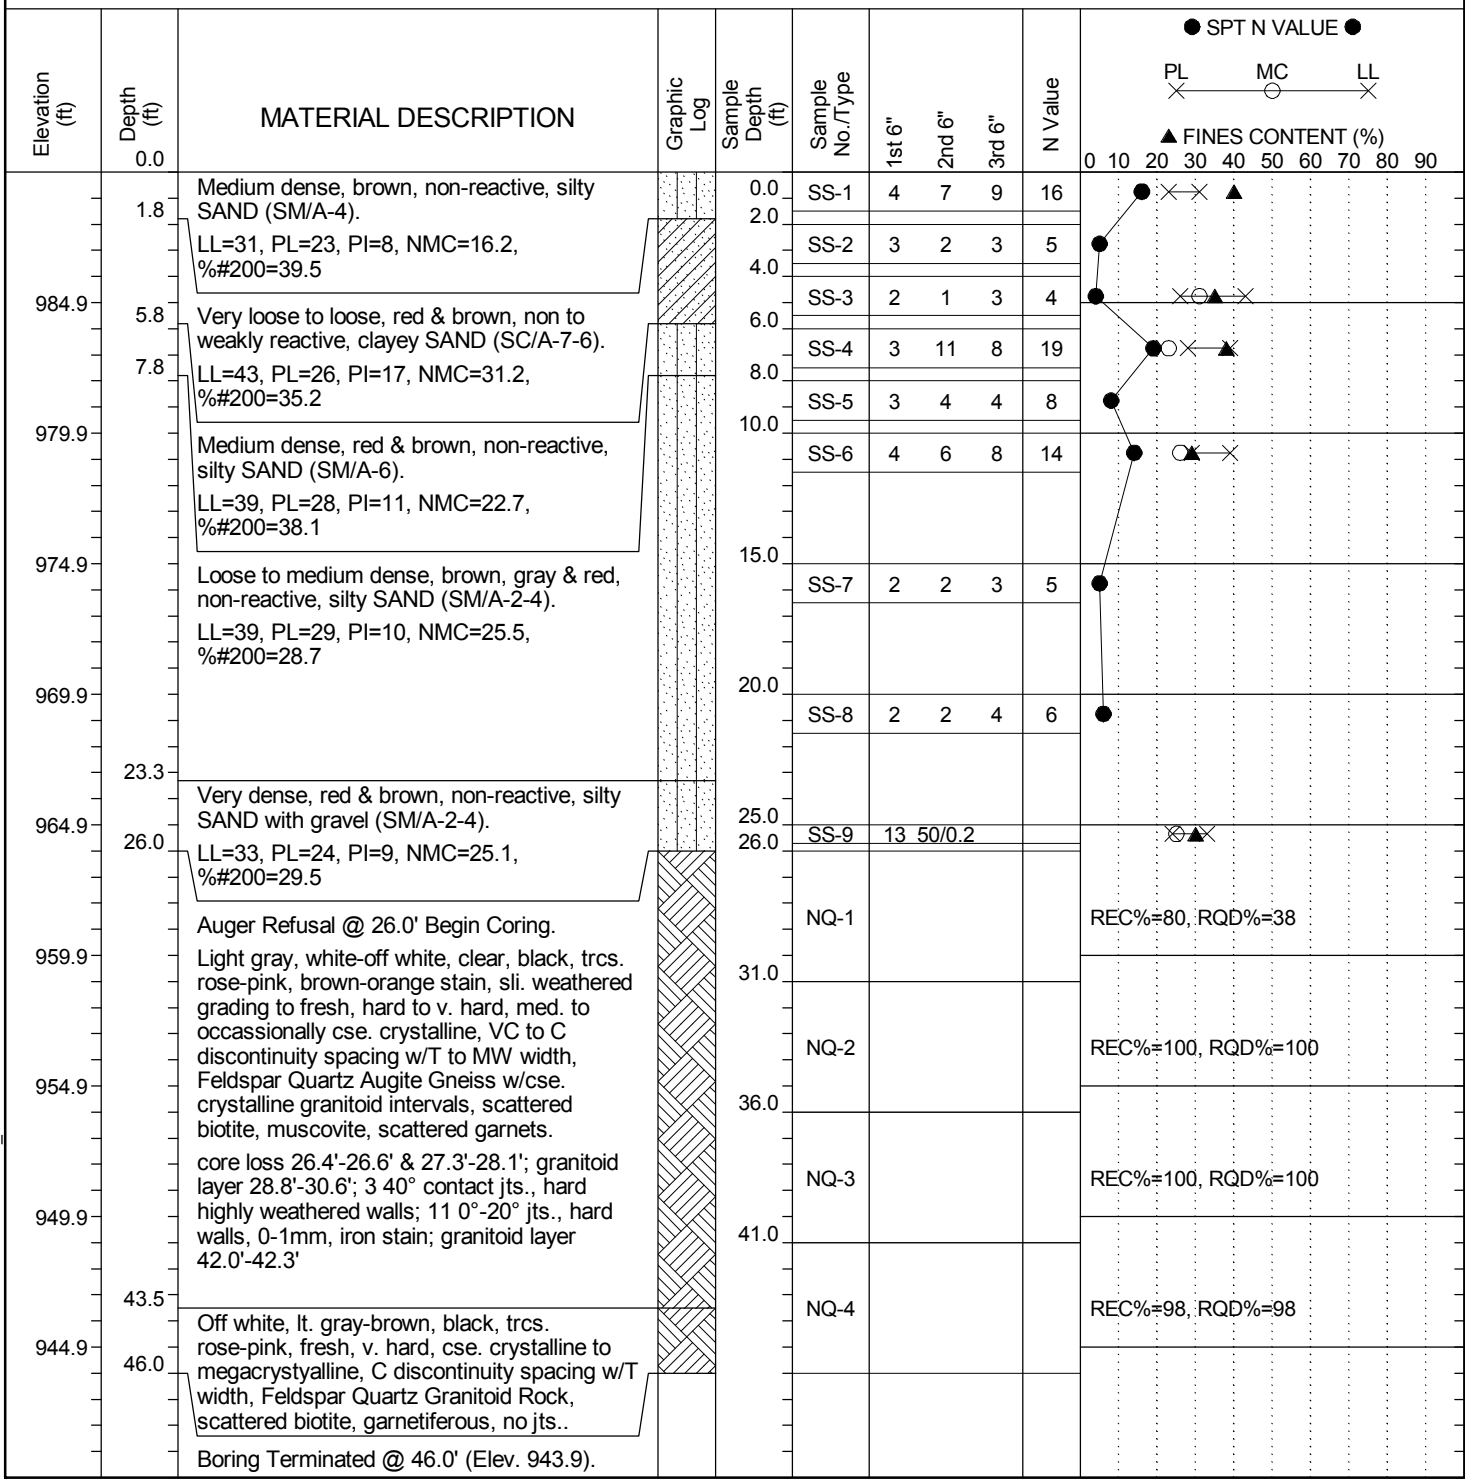 ● SPT N VALUE ●
PL MC LL
▲ FINES CONTENT (%)
0 10 20 30 40 50 60 70 80 90
Elevation (ft)
Depth (ft)
0.0
MATERIAL DESCRIPTION
Graphic Log
Sample Depth (ft)
Sample No./Type
1st 6"
2nd 6"
3rd 6"
N Value
Medium dense, brown, non-reactive, silty
SAND (SM/A-4).
1.8
LL=31, PL=23, PI=8, NMC=16.2,
%#200=39.5
984.9
5.8
Very loose to loose, red & brown, non to
weakly reactive, clayey SAND (SC/A-7-6).
7.8
LL=43, PL=26, PI=17, NMC=31.2,
%#200=35.2
979.9
Medium dense, red & brown, non-reactive,
silty SAND (SM/A-6).
LL=39, PL=28, PI=11, NMC=22.7,
%#200=38.1
974.9
Loose to medium dense, brown, gray & red,
non-reactive, silty SAND (SM/A-2-4).
LL=39, PL=29, PI=10, NMC=25.5,
%#200=28.7
969.9
23.3
Very dense, red & brown, non-reactive, silty
SAND with gravel (SM/A-2-4).
964.9
26.0
LL=33, PL=24, PI=9, NMC=25.1,
%#200=29.5
Auger Refusal @ 26.0' Begin Coring.
959.9
Light gray, white-off white, clear, black, trcs.
rose-pink, brown-orange stain, sli. weathered
grading to fresh, hard to v. hard, med. to
occassionally cse. crystalline, VC to C
discontinuity spacing w/T to MW width,
Feldspar Quartz Augite Gneiss w/cse.
crystalline granitoid intervals, scattered
biotite, muscovite, scattered garnets.
954.9
core loss 26.4'-26.6' & 27.3'-28.1'; granitoid
layer 28.8'-30.6'; 3 40° contact jts., hard
highly weathered walls; 11 0°-20° jts., hard
walls, 0-1mm, iron stain; granitoid layer
42.0'-42.3'
949.9
43.5
Off white, lt. gray-brown, black, trcs.
rose-pink, fresh, v. hard, cse. crystalline to
megacrystyalline, C discontinuity spacing w/T
width, Feldspar Quartz Granitoid Rock,
scattered biotite, garnetiferous, no jts..
944.9
46.0
Boring Terminated @ 46.0' (Elev. 943.9).
0.0
SS-1 4 7 9 16
2.0
SS-2 3 2 3 5
4.0
SS-3 2 1 3 4
6.0
SS-4 3 11 8 19
8.0
SS-5 3 4 4 8
10.0
SS-6 4 6 8 14
15.0
SS-7 2 2 3 5
20.0
SS-8 2 2 4 6
25.0
SS-9 13 50/0.2
26.0
NQ-1 REC%=80, RQD%=38
31.0
NQ-2 REC%=100, RQD%=100
36.0
NQ-3 REC%=100, RQD%=100
41.0
NQ-4 REC%=98, RQD%=98